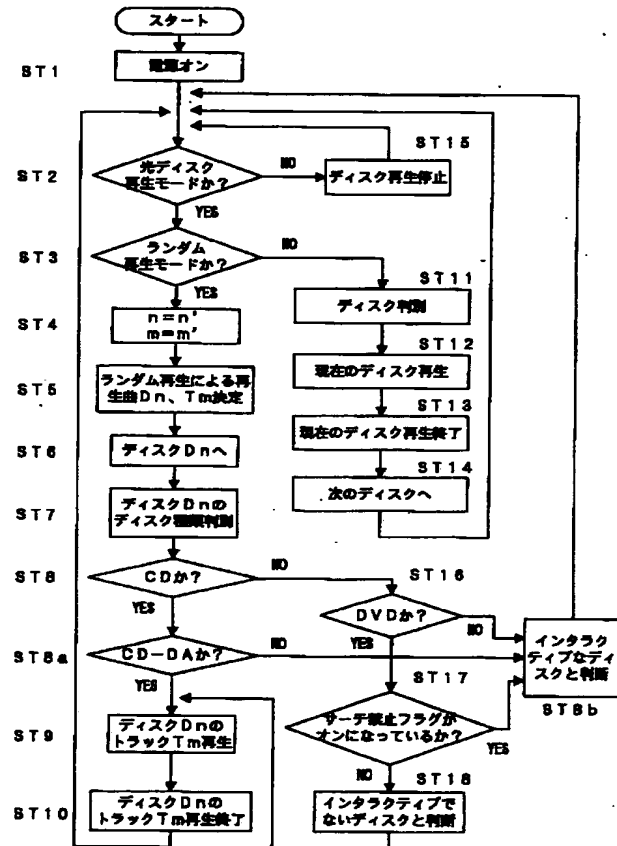 スタート
ST1
電源オン
ST15
ST2
光ディスク
再生モードか?
NO
ディスク再生停止
YES
ST3
ランダム
再生モードか?
NO
YES
ST11
ディスク判別
ST4
n=n'
m=m'
ST12
現在のディスク再生
ST5
ランダム再生による再
生曲Dn、Tm決定
ST13
現在のディスク再生終了
ST6
ディスクDnへ
ST14
次のディスクへ
ST7
ディスクDnの
ディスク種類判別
ST8
CDか?
NO
ST16
YES
DVDか?
NO
YES
インタラク
ティブなディ
スクと判断
ST8b
ST8a
CD-DAか?
NO
YES
ST17
サーチ禁止フラグが
オンになっているか?
YES
NO
ST9
ディスクDnの
トラックTm再生
ST18
ST10
ディスクDnの
トラックTm再生終了
インタラクティブで
ないディスクと判断